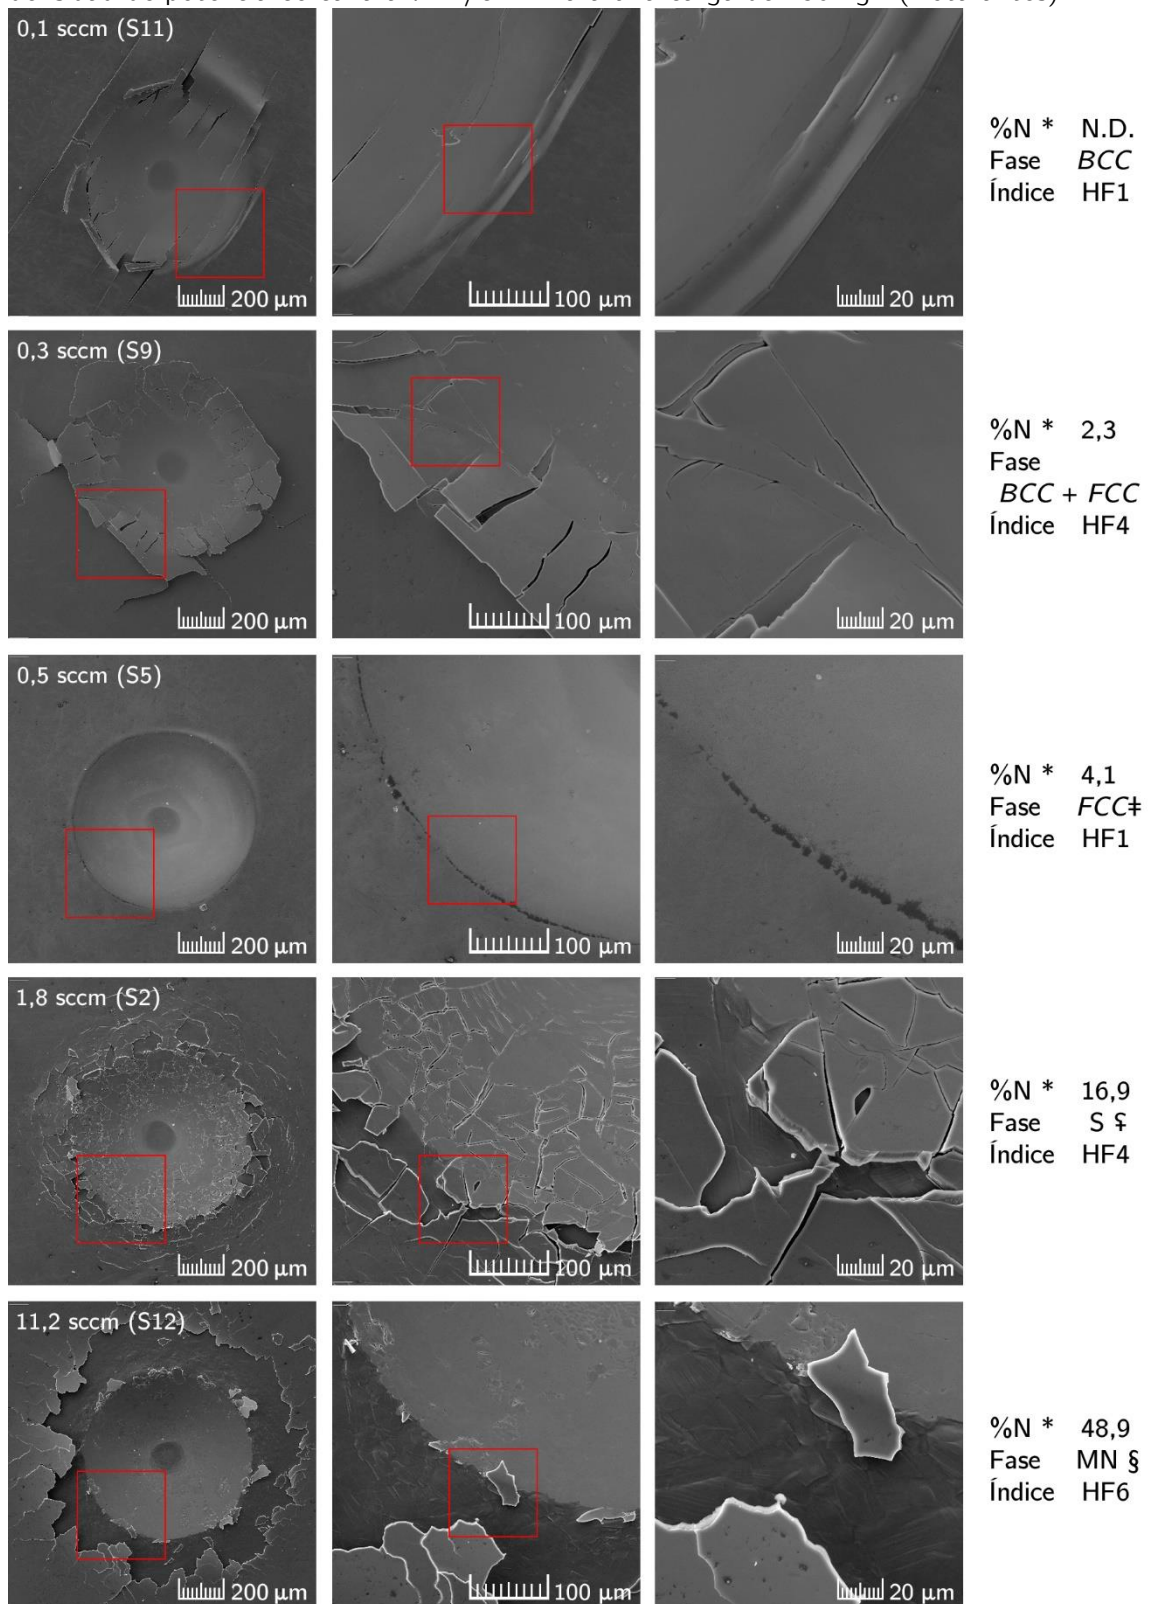 0,1 sccm (S11)
200 µm
100 µm
20 µm
%N * N.D.
Fase BCC
Índice HF1
0,3 sccm (S9)
200 µm
100 µm
20 µm
%N * 2,3
Fase
BCC + FCC
Índice HF4
0,5 sccm (S5)
200 µm
100 µm
20 µm
%N * 4,1
Fase FCC‡
Índice HF1
1,8 sccm (S2)
200 µm
100 µm
20 µm
%N * 16,9
Fase S
Índice HF4
11,2 sccm (S12)
200 µm
100 µm
20 µm
%N * 48,9
Fase MN §
Índice HF6